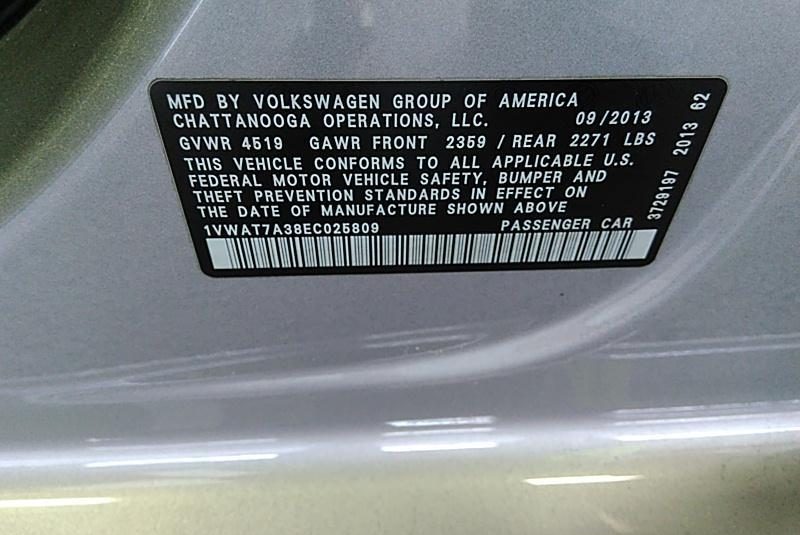 MFD BY VOLKSWAGEN GROUP OF AMERICA
CHATTANOOGA OPERATIONS, LLC. 09/2013
GVWR 4519 GAWR FRONT 2359 / REAR 2271 LBS
THIS VEHICLE CONFORMS TO ALL APPLICABLE U.S.
FEDERAL MOTOR VEHICLE SAFETY, BUMPER AND
THEFT PREVENTION STANDARDS IN EFFECT ON
THE DATE OF MANUFACTURE SHOWN ABOVE
1VWAT7A38EC025809 PASSENGER CAR
3729187 2013 62